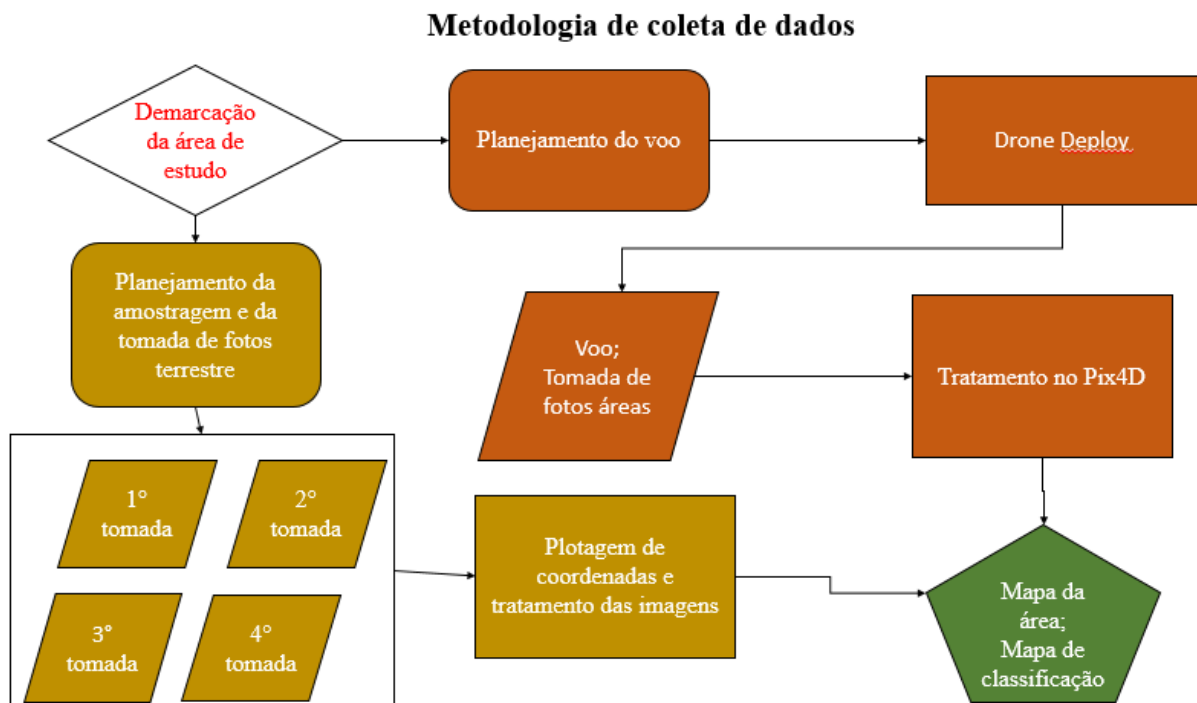 Metodologia de coleta de dados
Demarcação
da área de
estudo
Planejamento do voo
Drone Deploy
Planejamento da
amostragem e da
tomada de fotos
terrestre
Voo;
Tomada de
fotos áreas
Tratamento no Pix4D
1°
tomada
2°
tomada
3°
tomada
4°
tomada
Plotagem de
coordenadas e
tratamento das imagens
Mapa da
área;
Mapa de
classificação